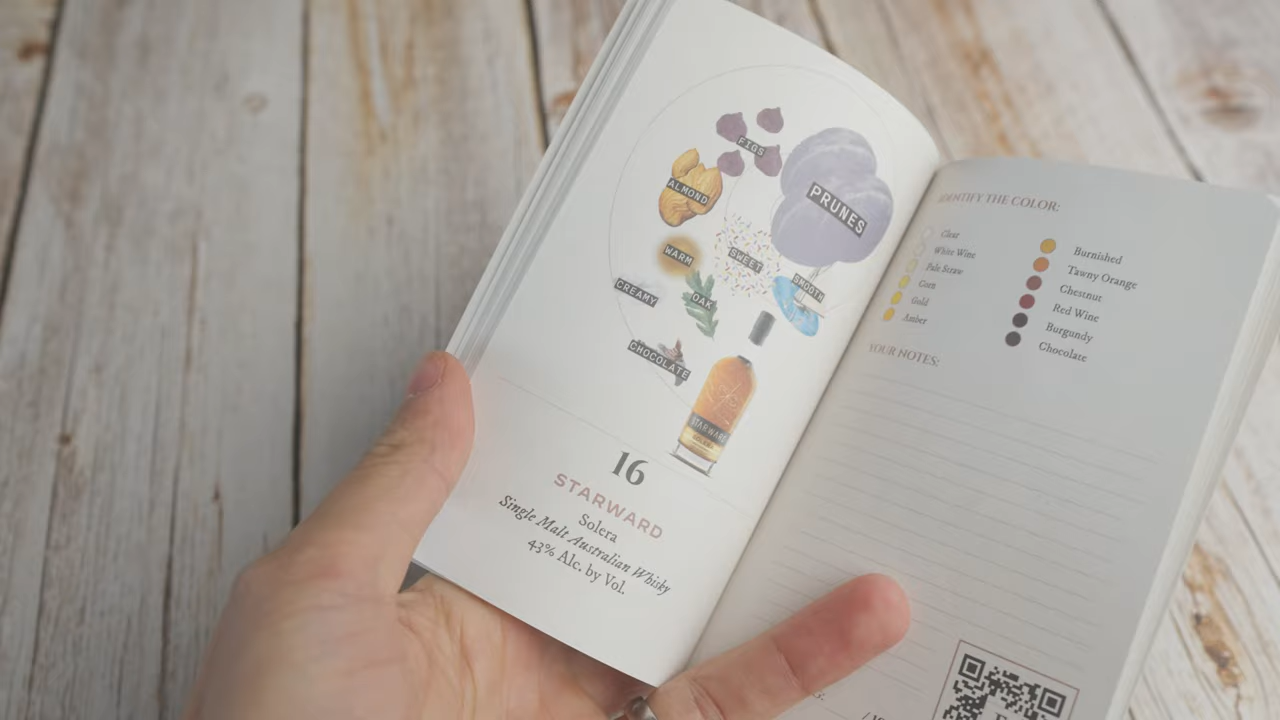 FIGS
ALMOND
PRUNES
WARM
SWEET
SMOOTH
CREAMY
OAK
CHOCOLATE
STARWARD
SOLERA
16
STARWARD
Solera
Single Malt Australian Whisky
43% Alc. by Vol.
IDENTIFY THE COLOR:
Clear
White Wine
Pale Straw
Corn
Gold
Amber
Burnished
Tawny Orange
Chestnut
Red Wine
Burgundy
Chocolate
YOUR NOTES: